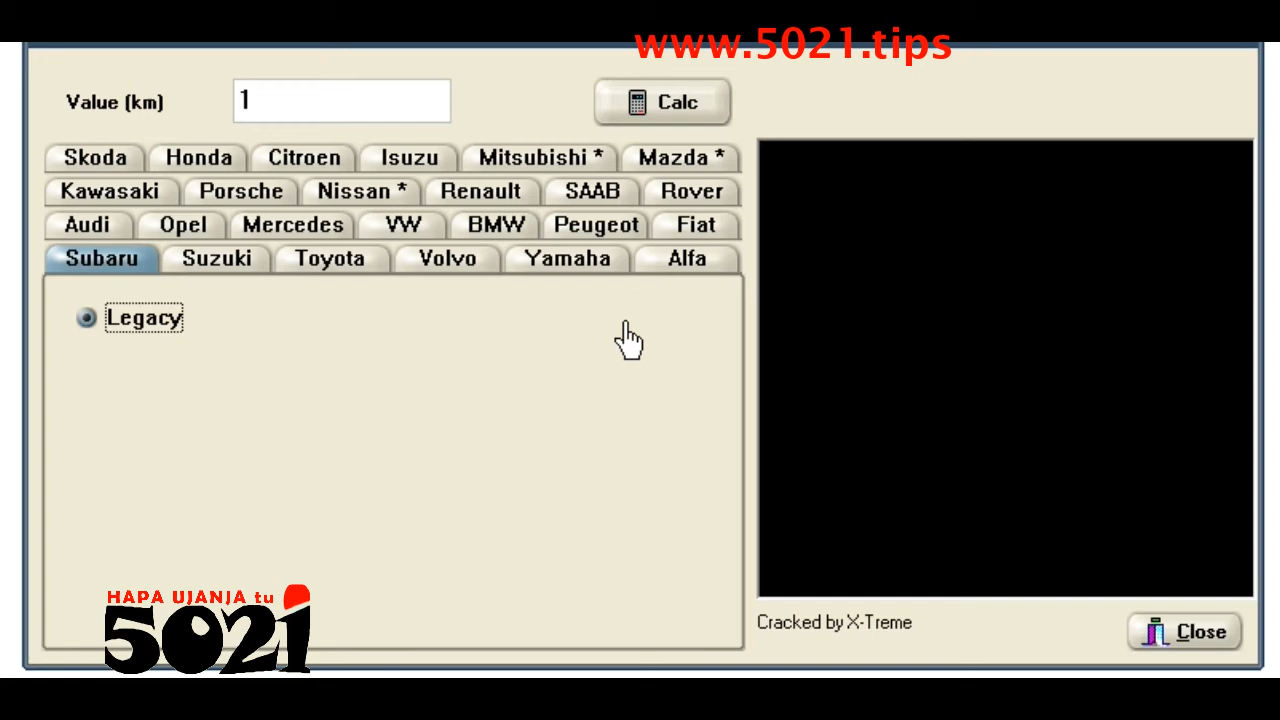 www.5021.tips
Value (km) 1 Calc
Skoda Honda Citroen Isuzu Mitsubishi * Mazda *
Kawasaki Porsche Nissan * Renault SAAB Rover
Audi Opel Mercedes VW BMW Peugeot Fiat
Subaru Suzuki Toyota Volvo Yamaha Alfa
Legacy
HAPA UJANJA tu
5021
Cracked by X-Treme
Close